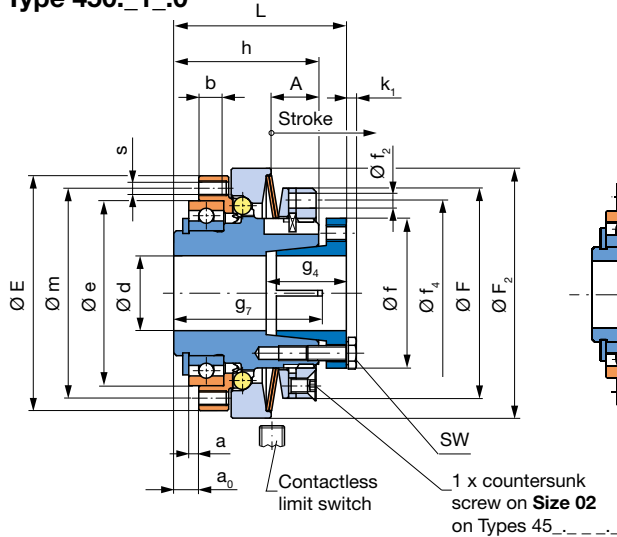 Type 450._1_.0
L
h
b
A
k₁
Stroke
s
Ø f₂
Ø E
Ø m
Ø e
Ø d
g₄
g₇
Ø f
Ø f₄
Ø F
Ø F₂
a
a₀
SW
Contactless
limit switch
1 x countersunk
screw on Size 02
on Types 45_._ _ _._